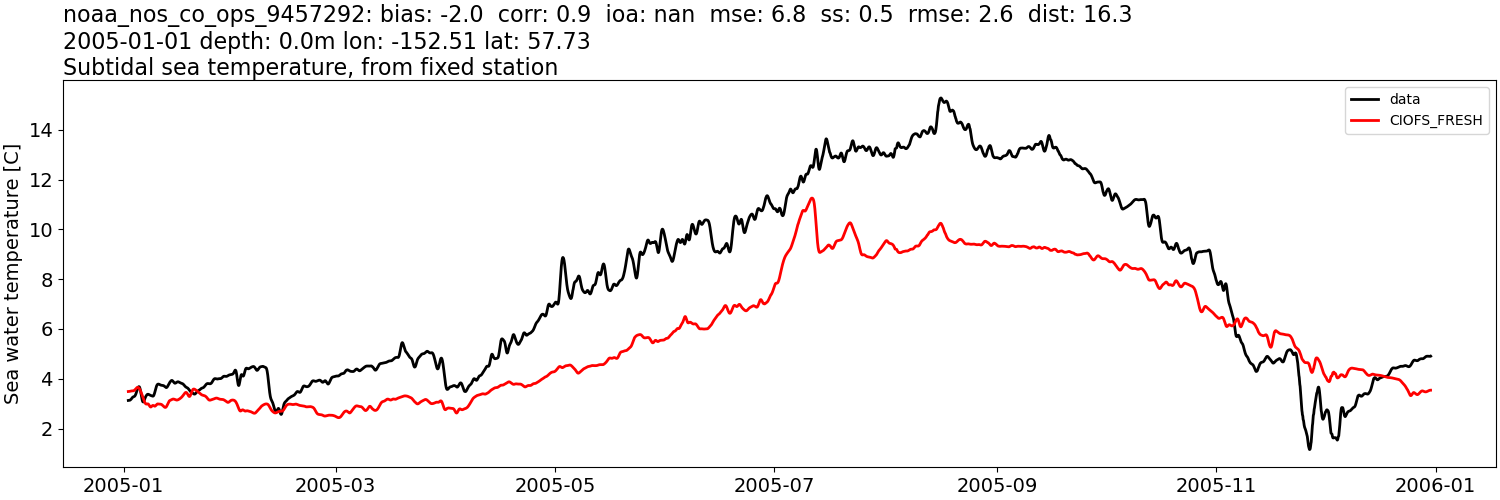 noaa_nos_co_ops_9457292: bias: -2.0  corr: 0.9  ioa: nan  mse: 6.8  ss: 0.5  rmse: 2.6  dist: 16.3
2005-01-01 depth: 0.0m lon: -152.51 lat: 57.73
Subtidal sea temperature, from fixed station
data
CIOFS_FRESH
Sea water temperature [C]
14
12
10
8
6
4
2
2005-01
2005-03
2005-05
2005-07
2005-09
2005-11
2006-01